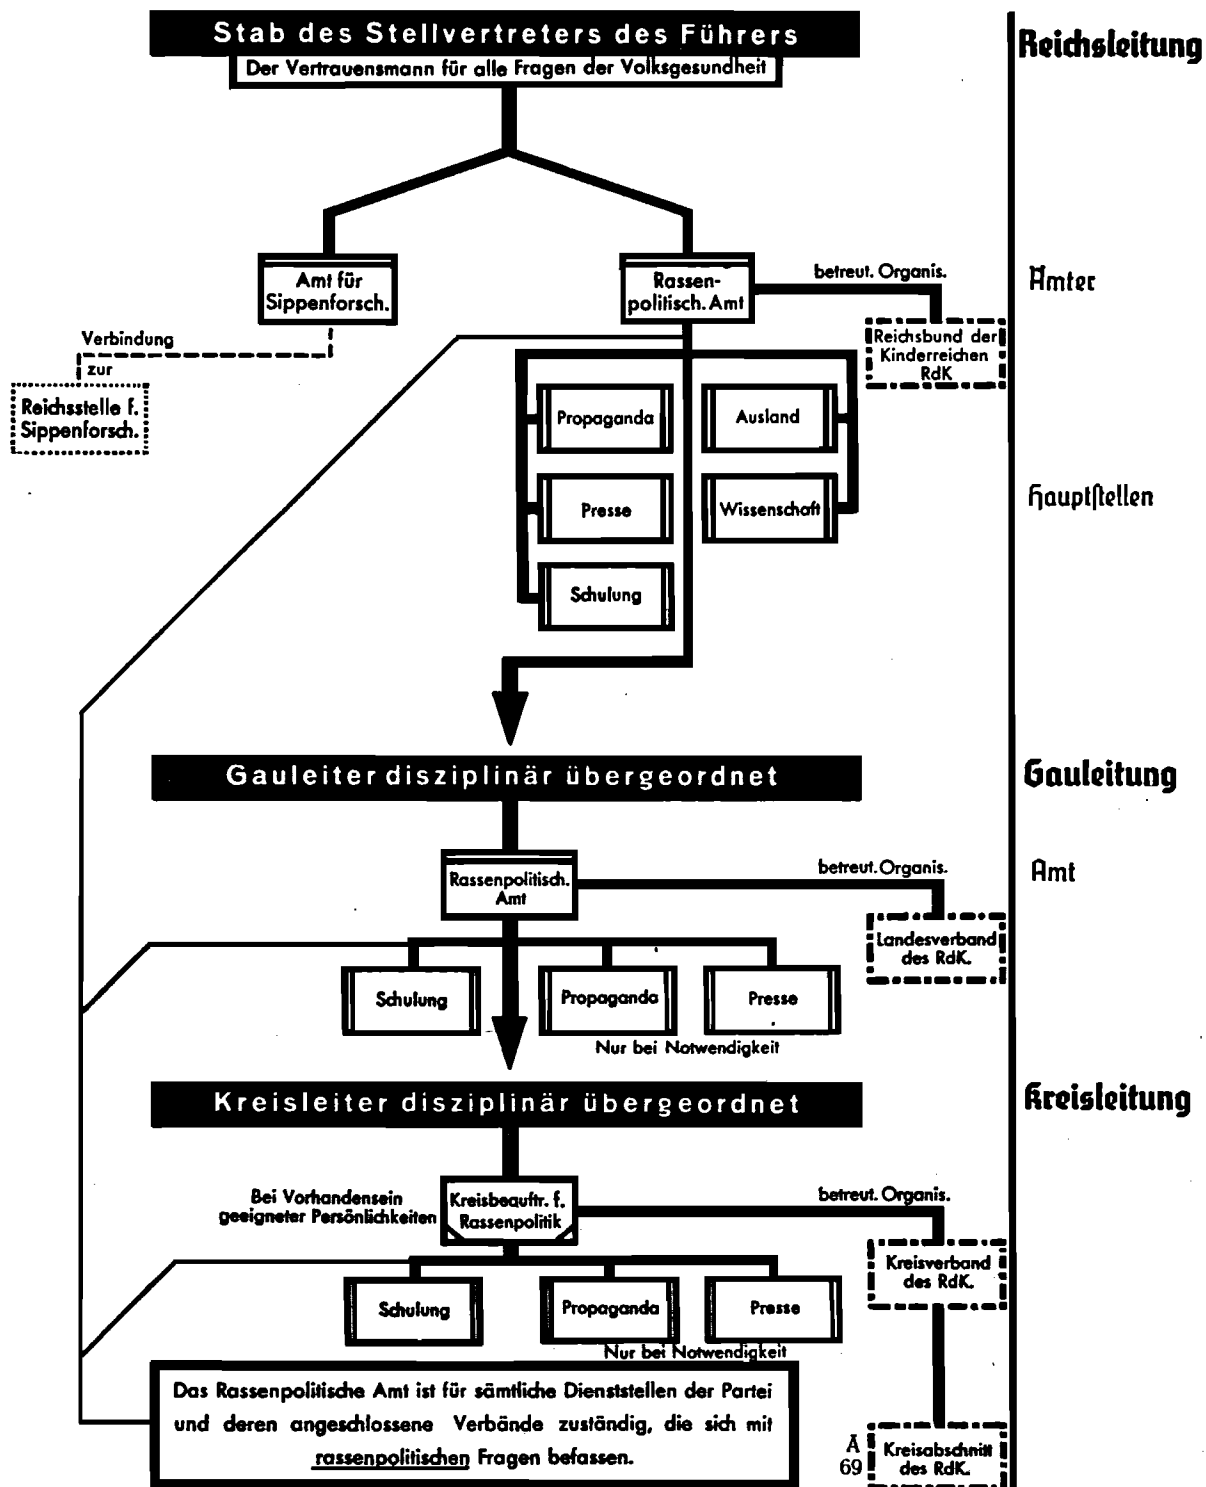 Stab des Stellvertreters des Führers
Reichsleitung
Der Vertrauensmann für alle Fragen der Volksgesundheit
Amt für
Sippenforsch.
Rassen-
politisch. Amt
betreut. Organis.
Ämter
Verbindung
zur
Reichsstelle f.
Sippenforsch.
Reichsbund der
Kinderreichen
RdK
Propaganda
Ausland
Presse
Wissenschaft
Hauptstellen
Schulung
Gauleiter disziplinär übergeordnet
Gauleitung
Rassenpolitisch.
Amt
betreut. Organis.
Amt
Landesverband
des RdK.
Schulung
Propaganda
Presse
Nur bei Notwendigkeit
Kreisleiter disziplinär übergeordnet
Kreisleitung
Bei Vorhandensein
geeigneter Persönlichkeiten
Kreisbeauftr. f.
Rassenpolitik
betreut. Organis.
Kreisverband
des RdK.
Schulung
Propaganda
Presse
Nur bei Notwendigkeit
Das Rassenpolitische Amt ist für sämtliche Dienststellen der Partei
und deren angeschlossene Verbände zuständig, die sich mit
rassenpolitischen Fragen befassen.
A
69
Kreisabschnitt
des RdK.